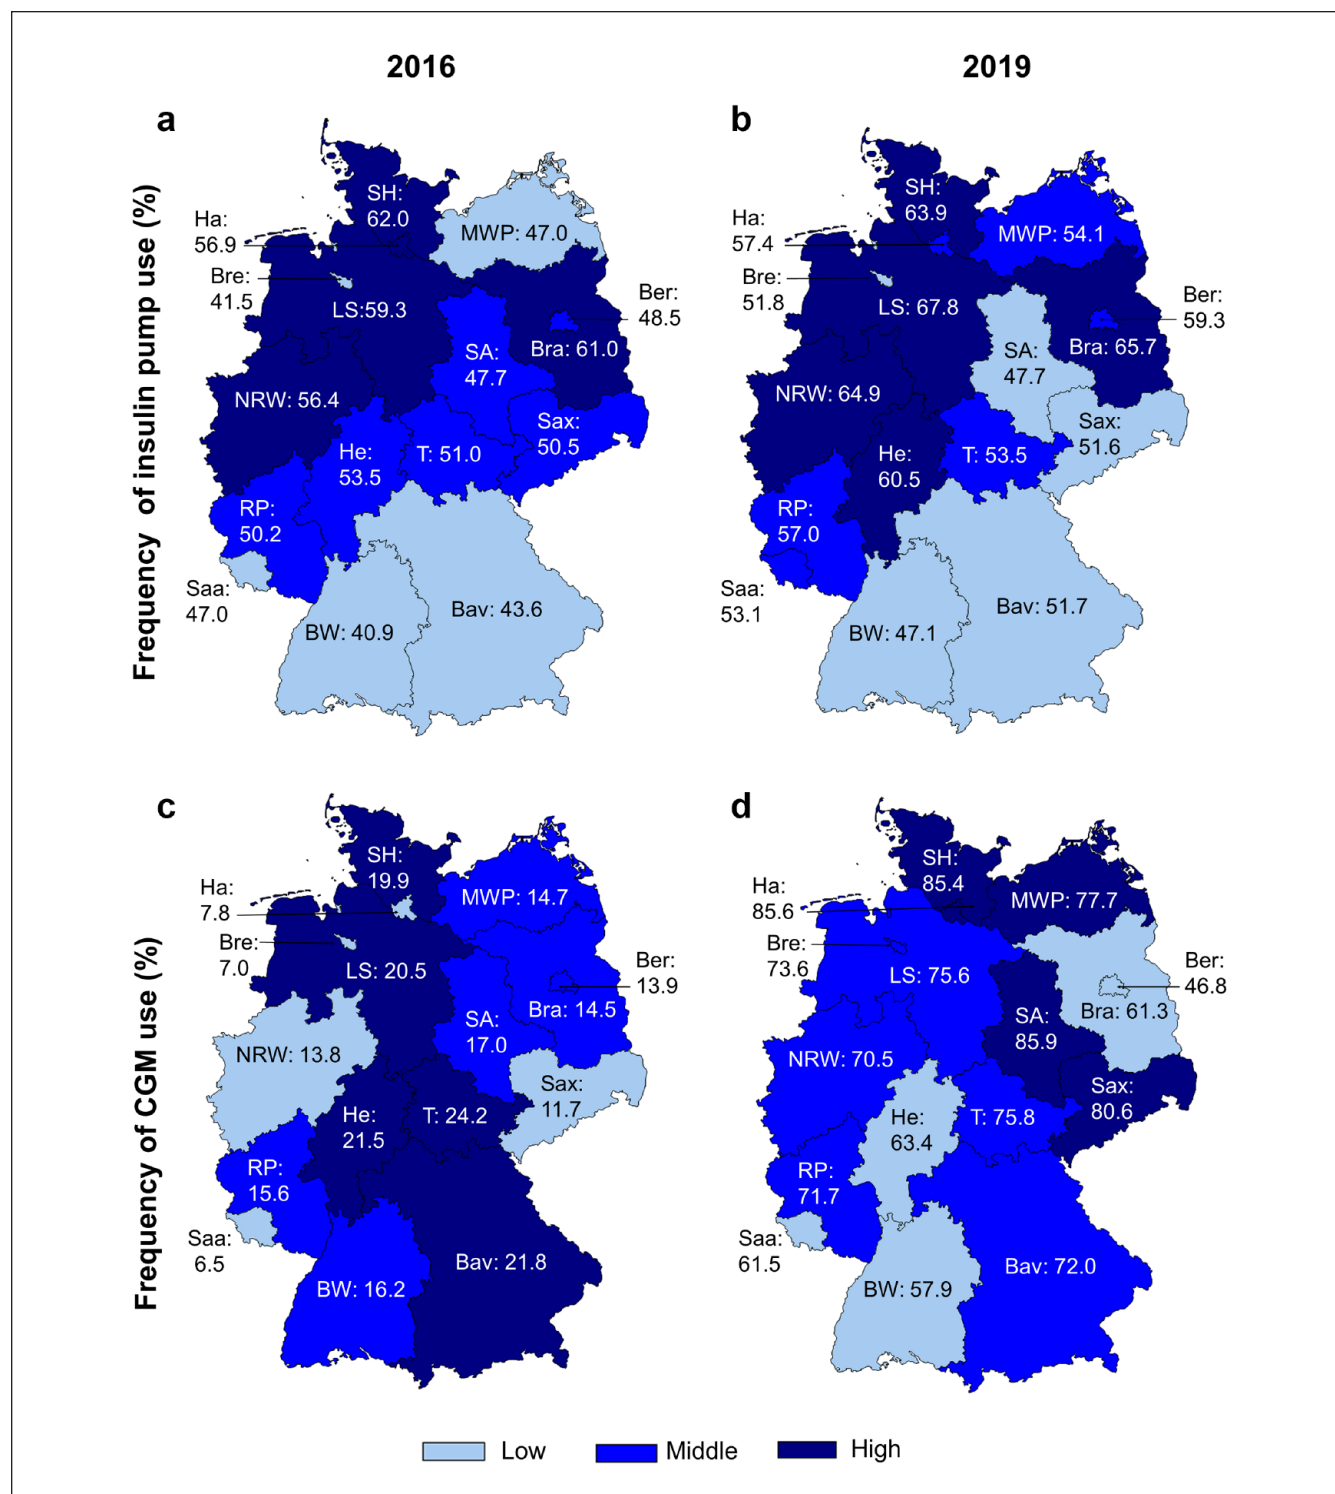 2016
2019
a
b
Frequency of insulin pump use (%)
SH:
62.0
Ha:
56.9
MWP: 47.0
Bre:
41.5
LS:59.3
Ber:
48.5
SA:
47.7
Bra: 61.0
NRW: 56.4
Sax:
50.5
He:
53.5
T: 51.0
RP:
50.2
Saa:
47.0
Bav: 43.6
BW: 40.9
SH:
63.9
Ha:
57.4
MWP: 54.1
Bre:
51.8
LS: 67.8
Ber:
59.3
SA:
47.7
Bra: 65.7
NRW: 64.9
Sax:
51.6
He:
60.5
T: 53.5
RP:
57.0
Saa:
53.1
Bav: 51.7
BW: 47.1
c
d
Frequency of CGM use (%)
SH:
19.9
Ha:
7.8
MWP: 14.7
Bre:
7.0
LS: 20.5
Ber:
13.9
SA:
17.0
Bra: 14.5
NRW: 13.8
Sax:
11.7
He:
21.5
T: 24.2
RP:
15.6
Saa:
6.5
Bav: 21.8
BW: 16.2
SH:
85.4
Ha:
85.6
MWP: 77.7
Bre:
73.6
LS: 75.6
Ber:
46.8
SA:
85.9
Bra: 61.3
NRW: 70.5
Sax:
80.6
He:
63.4
T: 75.8
RP:
71.7
Saa:
61.5
Bav: 72.0
BW: 57.9
Low
Middle
High